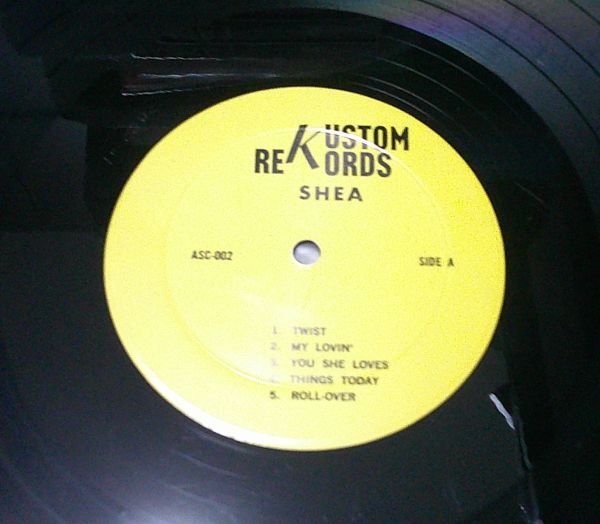 KUSTOM
REKORDS
SHEA
ASC-002
SIDE A
1. TWIST
2. MY LOVIN'
3. YOU SHE LOVES
4. THINGS TODAY
5. ROLL-OVER